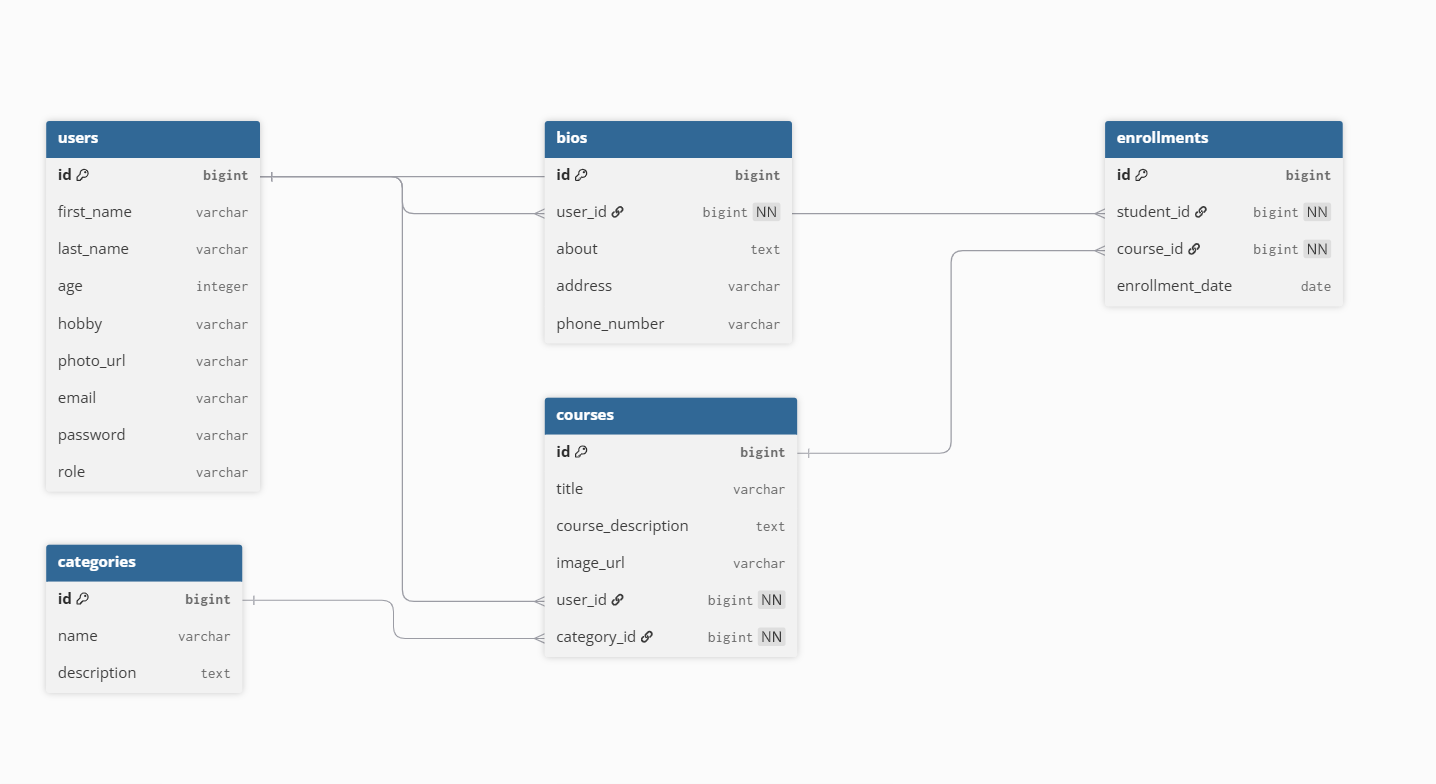 users
id bigint
first_name varchar
last_name varchar
age integer
hobby varchar
photo_url varchar
email varchar
password varchar
role varchar
bios
id bigint
user_id bigint NN
about text
address varchar
phone_number varchar
enrollments
id bigint
student_id bigint NN
course_id bigint NN
enrollment_date date
courses
id bigint
title varchar
course_description text
image_url varchar
user_id bigint NN
category_id bigint NN
categories
id bigint
name varchar
description text